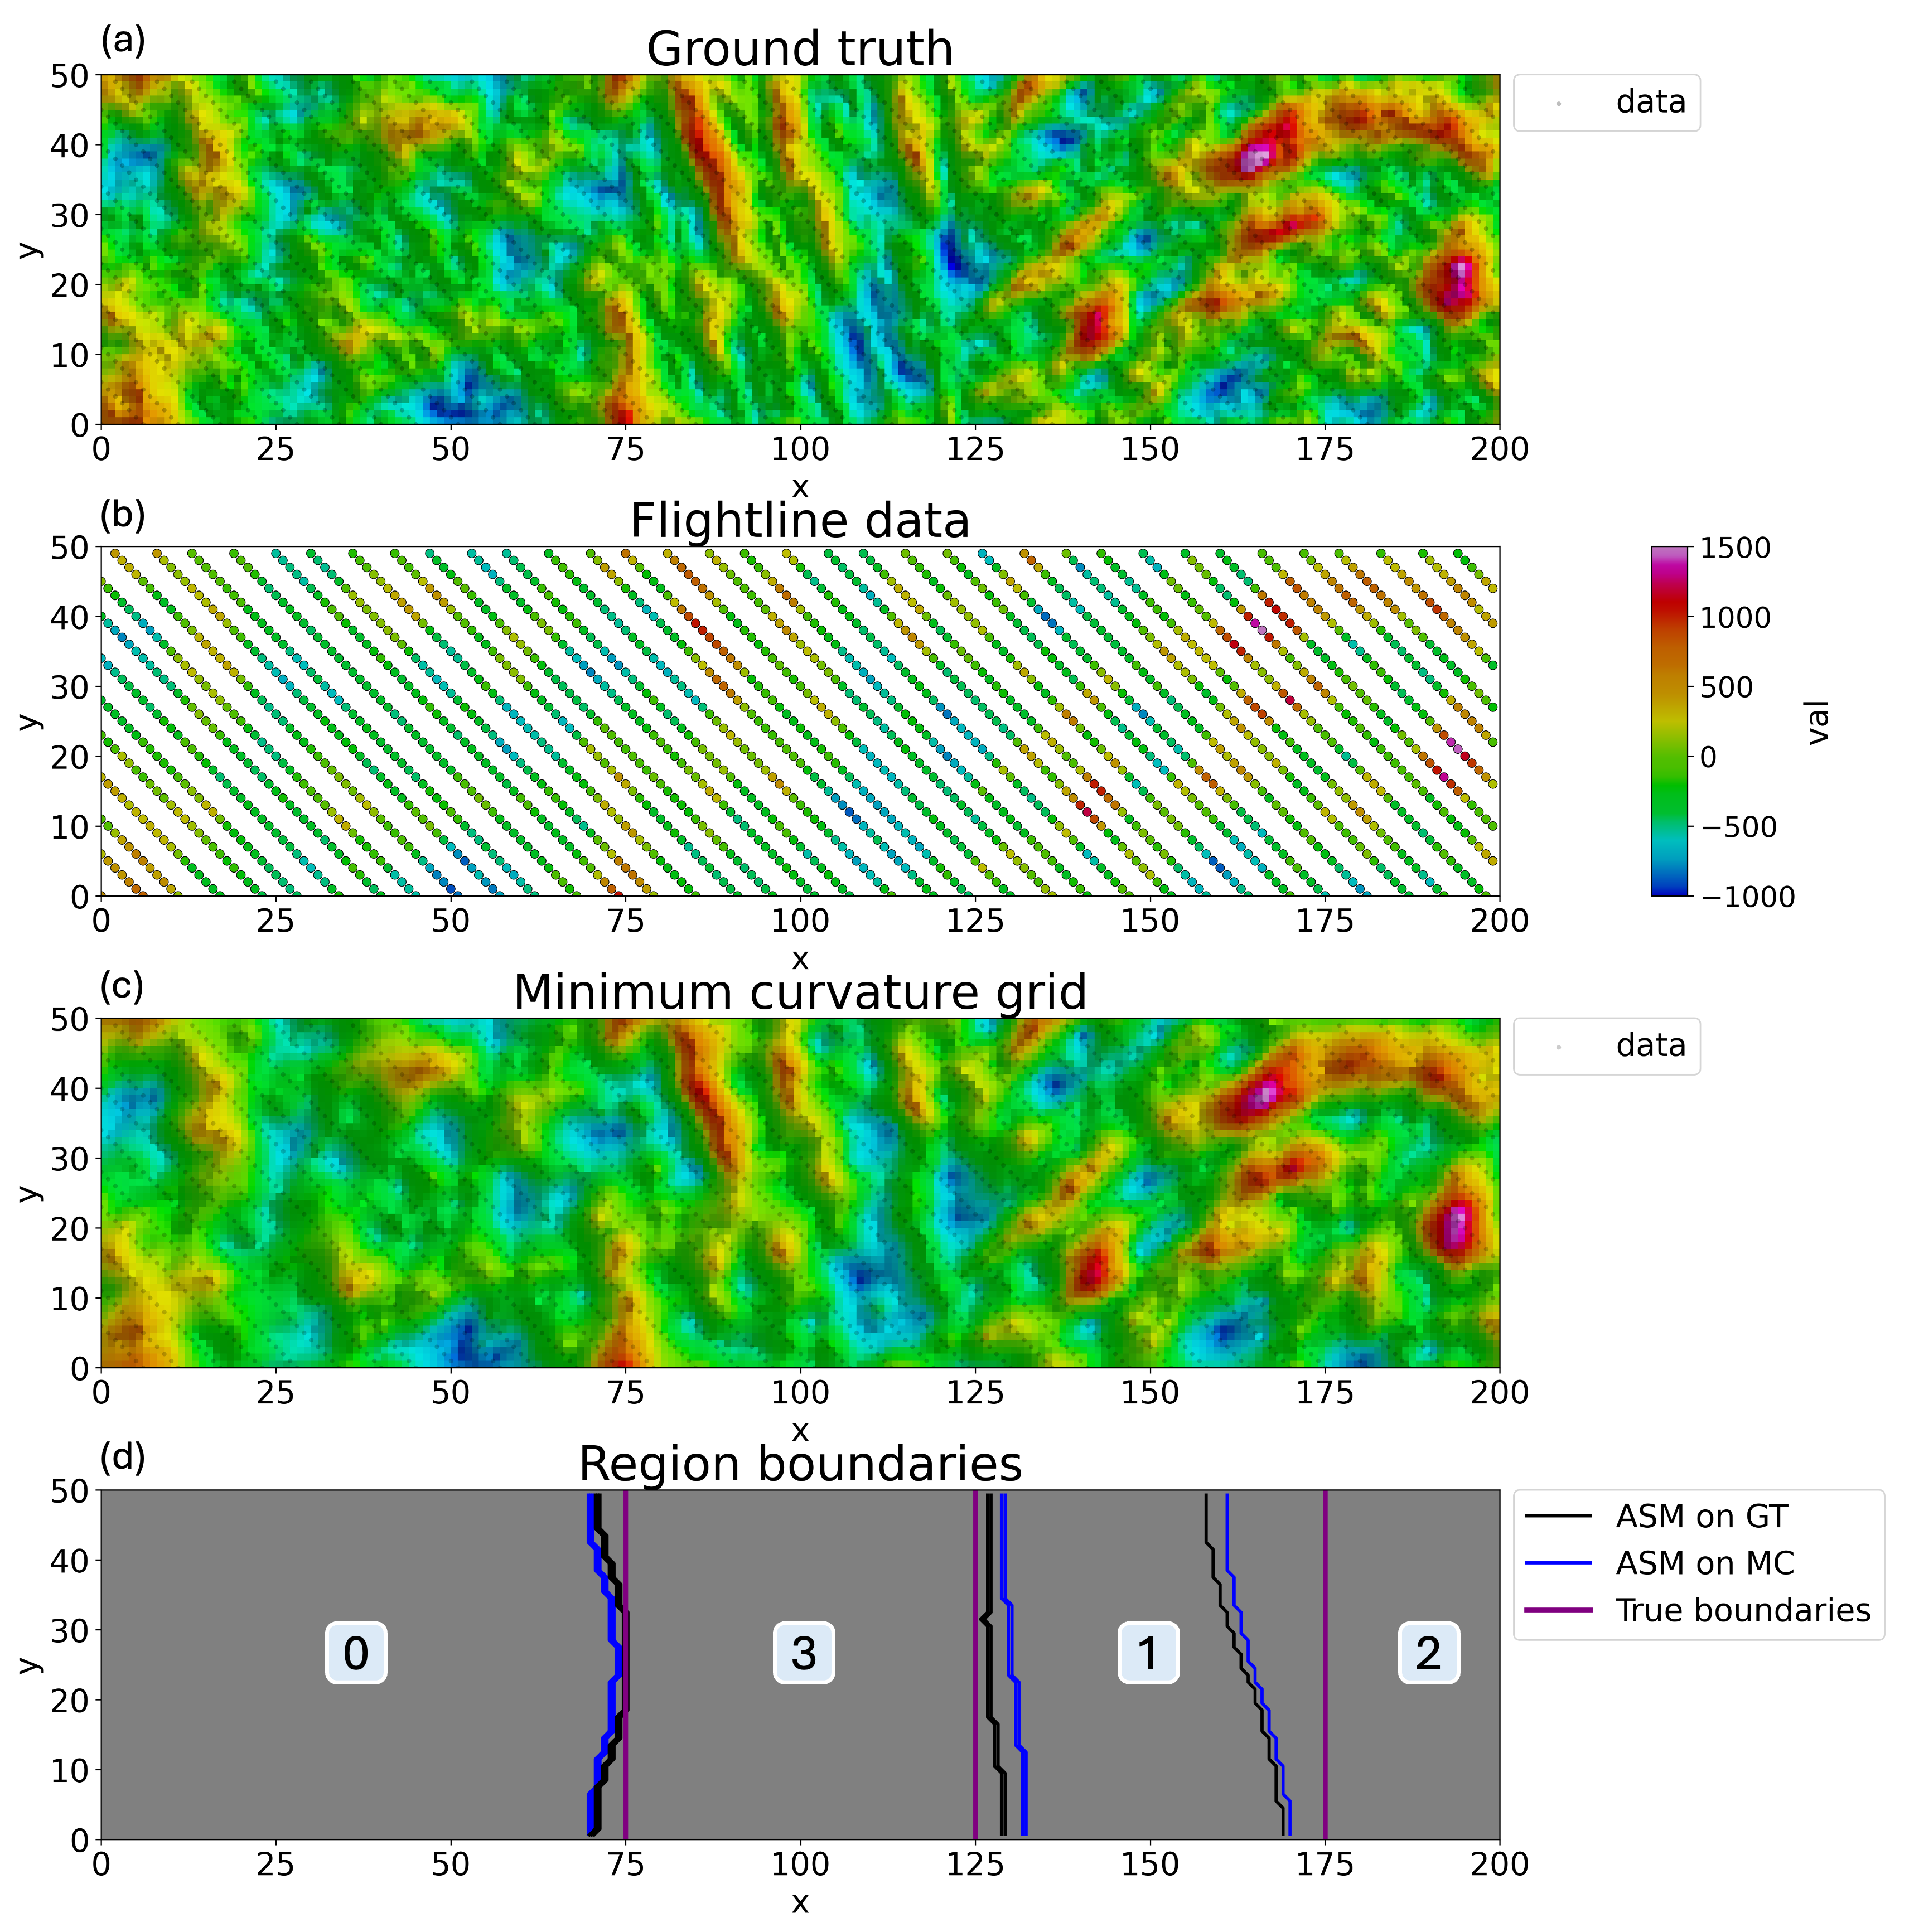 (a)
Ground truth
50
40
30
20
10
0
y
0 25 50 75 100 125 150 175 200
x
data
(b)
Flightline data
50
40
30
20
10
0
y
0 25 50 75 100 125 150 175 200
x
1500
1000
500
0
−500
−1000
val
(c)
Minimum curvature grid
50
40
30
20
10
0
y
0 25 50 75 100 125 150 175 200
x
data
(d)
Region boundaries
50
40
30
20
10
0
y
0 3 1 2
0 25 50 75 100 125 150 175 200
x
ASM on GT
ASM on MC
True boundaries